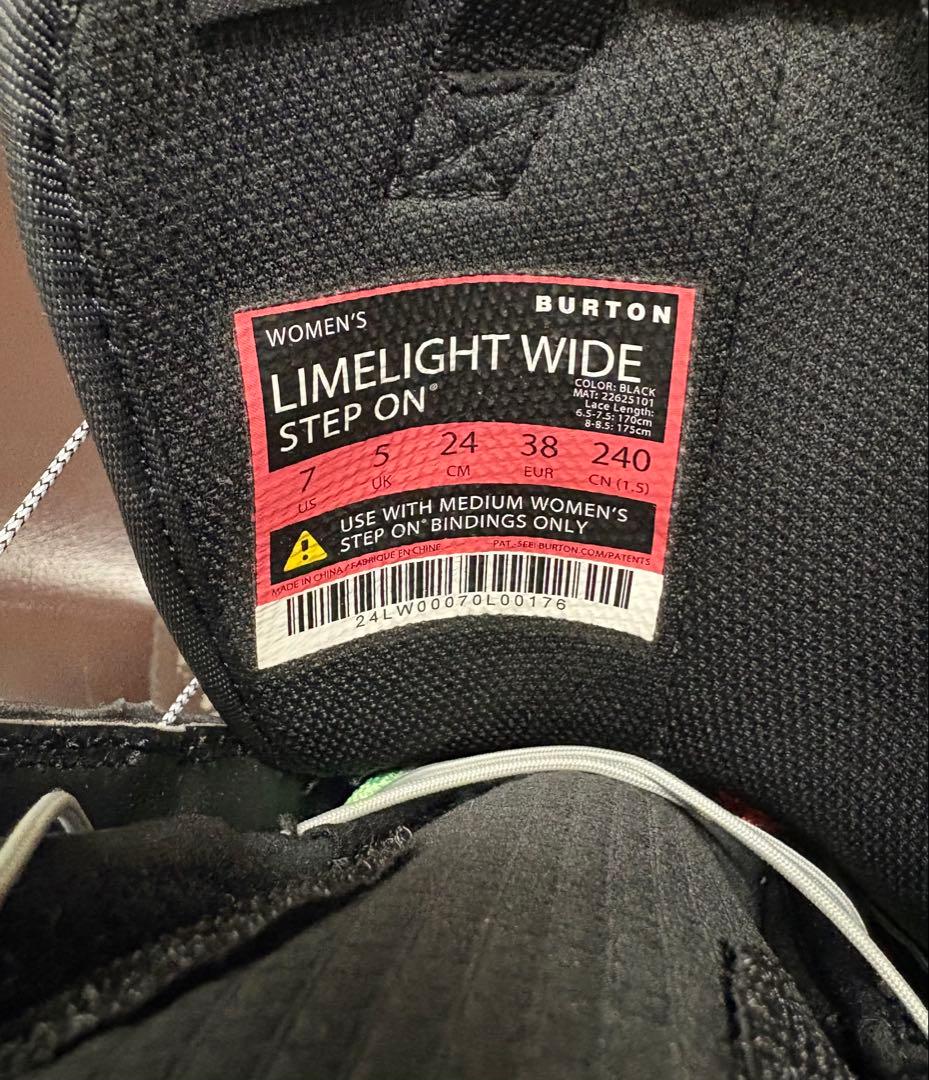 BURTON
WOMEN'S
LIMELIGHT WIDE
STEP ON®
COLOR: BLACK
MAT: 22625101
Lace Length:
6.5-7.5: 170cm
8-8.5: 175cm
7 5 24 38 240
US UK CM EUR CN (1.5)
USE WITH MEDIUM WOMEN'S
STEP ON® BINDINGS ONLY
MADE IN CHINA / FABRIQUE EN CHINE PAT.-SEE: BURTON.COM/PATENTS
24LW00070L00176